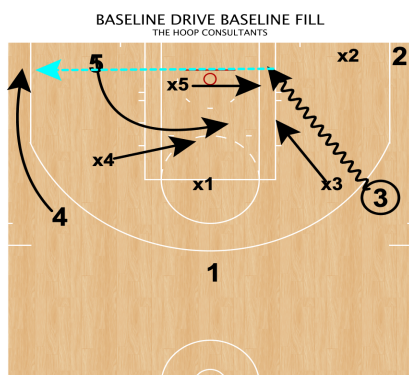 BASELINE DRIVE BASELINE FILL
THE HOOP CONSULTANTS
x2 2
5
x5
x4
x1 x3
3
4
1